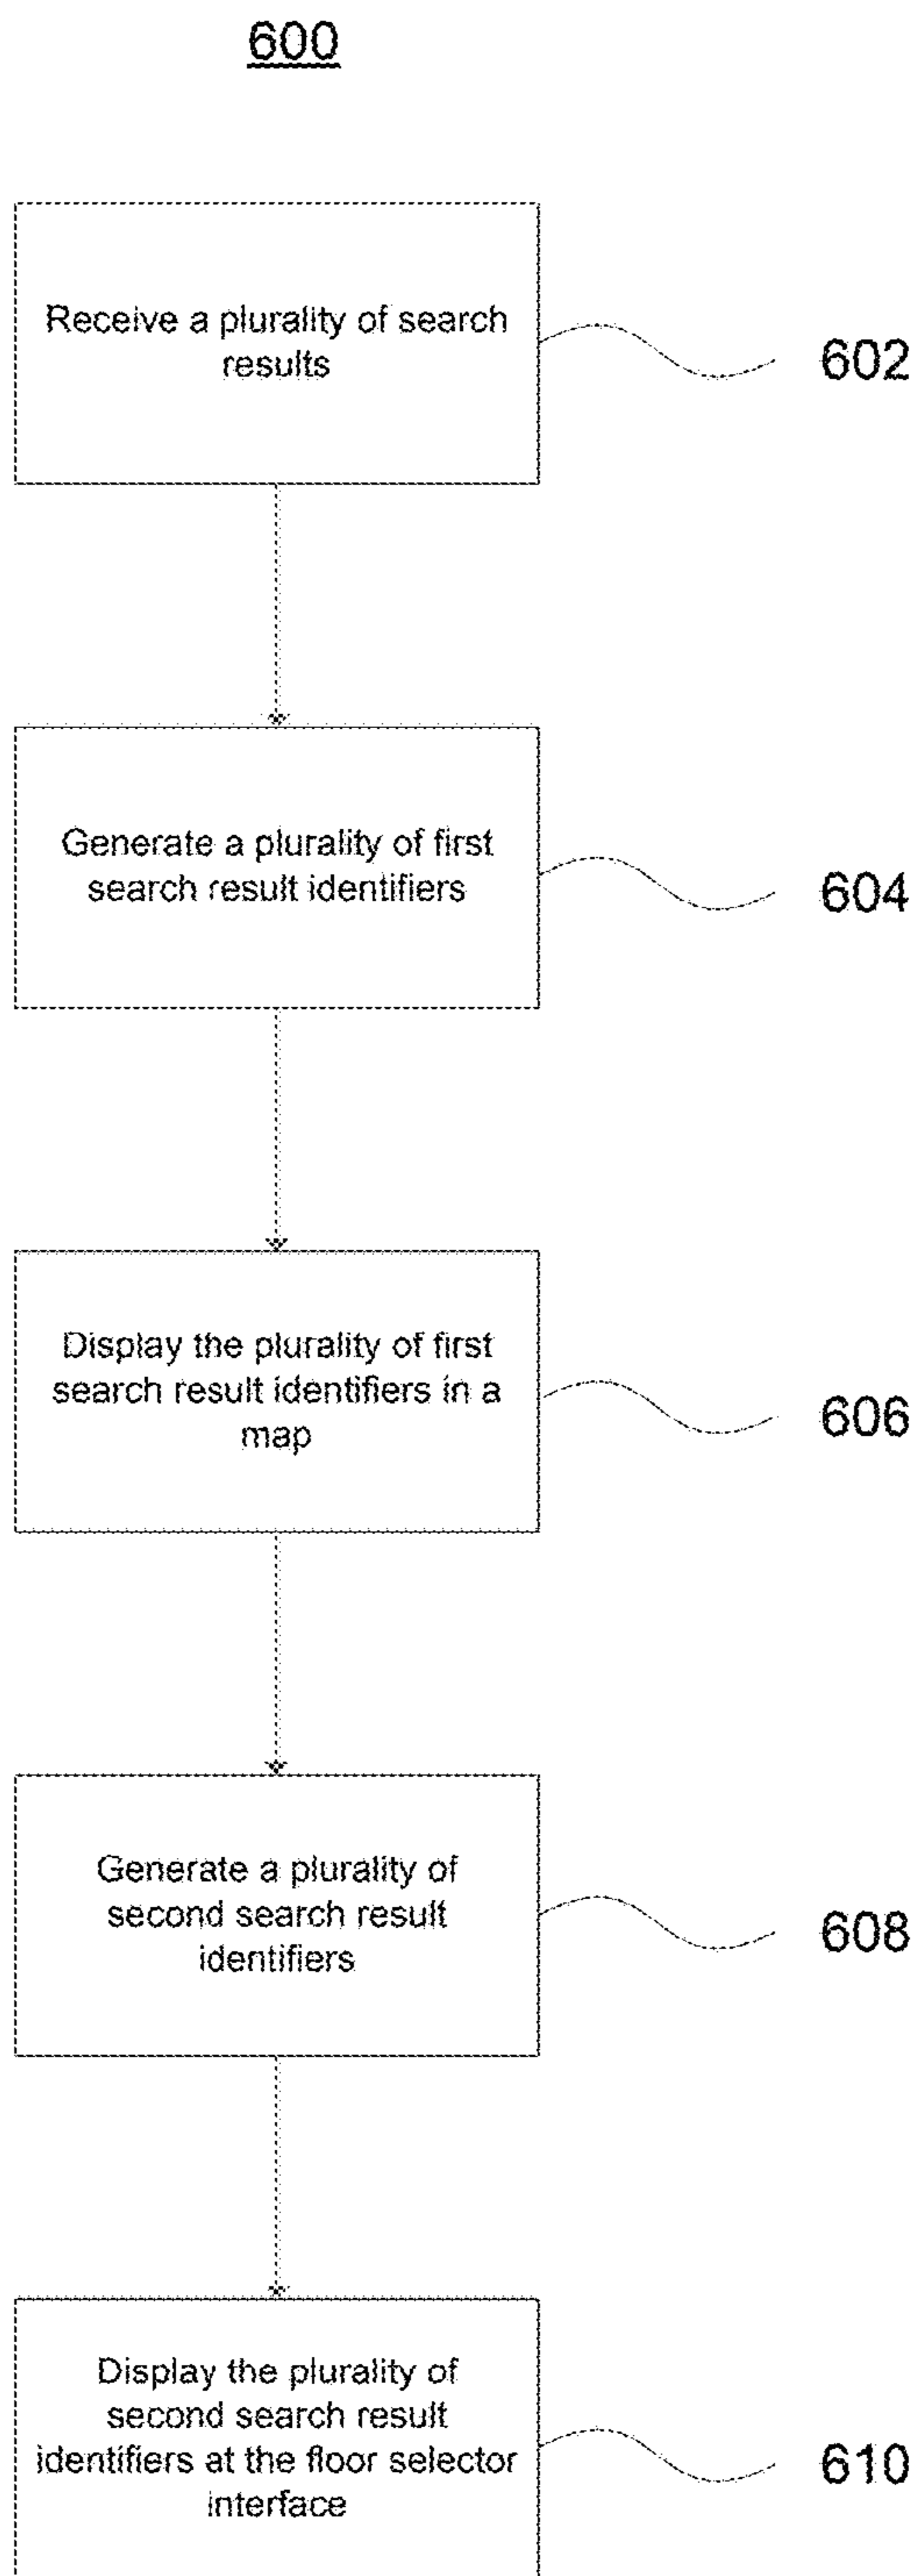 600
Receive a plurality of search
results
602
Generate a plurality of first
search result identifiers
604
Display the plurality of first
search result identifiers in a
map
606
Generate a plurality of
second search result
identifiers
608
Display the plurality of
second search result
identifiers at the floor selector
interface
610